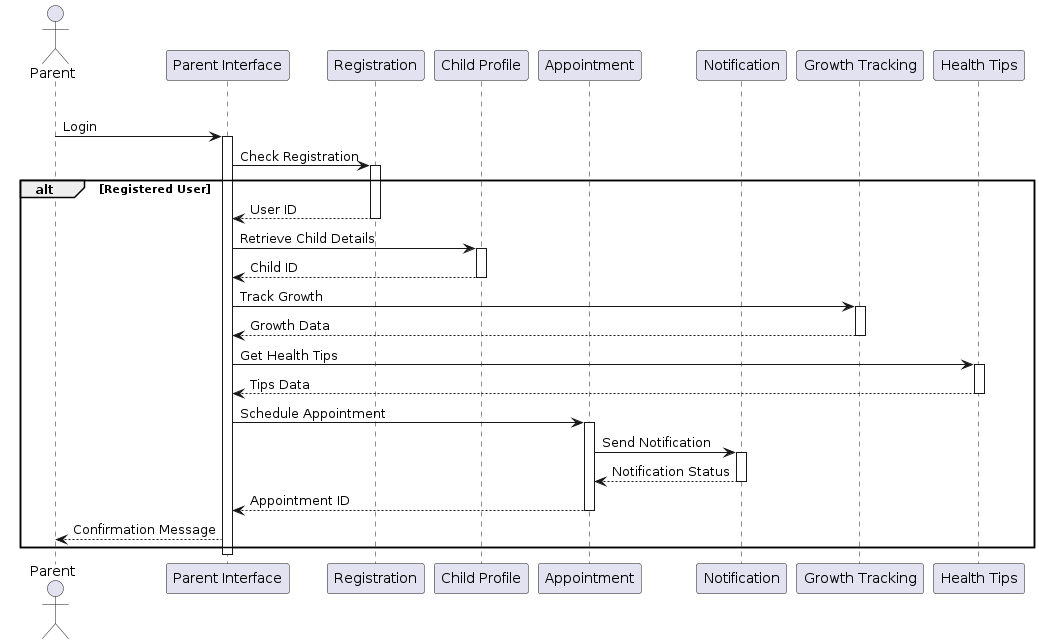 Parent
Parent Interface
Registration
Child Profile
Appointment
Notification
Growth Tracking
Health Tips
Login
Check Registration
alt
[Registered User]
User ID
Retrieve Child Details
Child ID
Track Growth
Growth Data
Get Health Tips
Tips Data
Schedule Appointment
Send Notification
Notification Status
Appointment ID
Confirmation Message
Parent
Parent Interface
Registration
Child Profile
Appointment
Notification
Growth Tracking
Health Tips